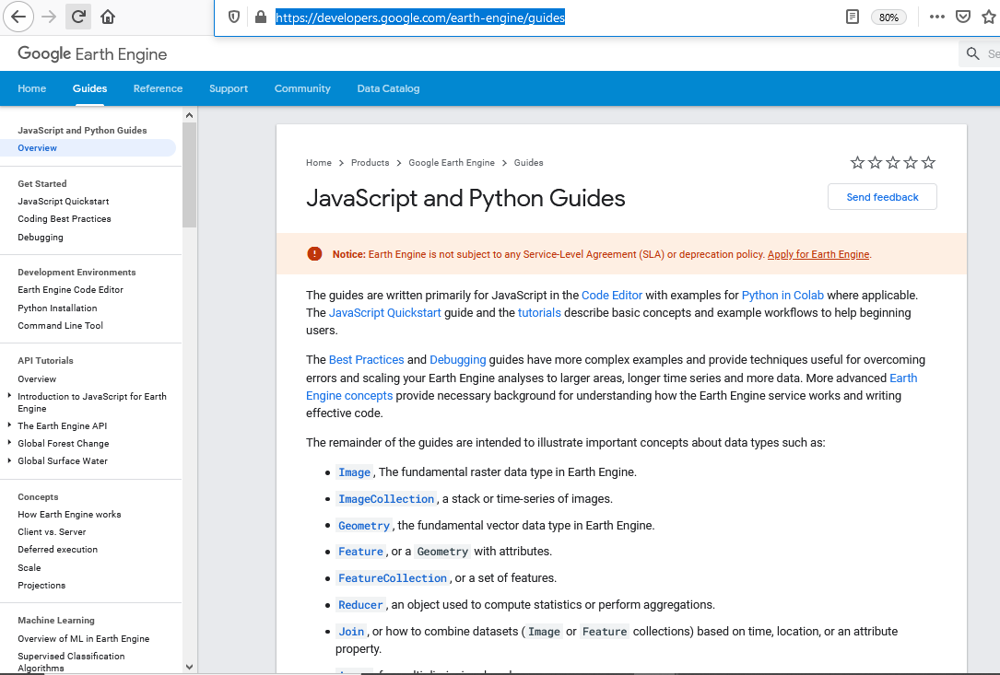 https://developers.google.com/earth-engine/guides
80%
Google Earth Engine
Se
Home Guides Reference Support Community Data Catalog
JavaScript and Python Guides
Overview
Get Started
JavaScript Quickstart
Coding Best Practices
Debugging
Development Environments
Earth Engine Code Editor
Python Installation
Command Line Tool
API Tutorials
Overview
Introduction to JavaScript for Earth
Engine
The Earth Engine API
Global Forest Change
Global Surface Water
Concepts
How Earth Engine works
Client vs. Server
Deferred execution
Scale
Projections
Machine Learning
Overview of ML in Earth Engine
Supervised Classification
Algorithms
Home > Products > Google Earth Engine > Guides
JavaScript and Python Guides
Send feedback
Notice: Earth Engine is not subject to any Service-Level Agreement (SLA) or deprecation policy. Apply for Earth Engine.
The guides are written primarily for JavaScript in the Code Editor with examples for Python in Colab where applicable.
The JavaScript Quickstart guide and the tutorials describe basic concepts and example workflows to help beginning
users.
The Best Practices and Debugging guides have more complex examples and provide techniques useful for overcoming
errors and scaling your Earth Engine analyses to larger areas, longer time series and more data. More advanced Earth
Engine concepts provide necessary background for understanding how the Earth Engine service works and writing
effective code.
The remainder of the guides are intended to illustrate important concepts about data types such as:
• Image, The fundamental raster data type in Earth Engine.
• ImageCollection, a stack or time-series of images.
• Geometry, the fundamental vector data type in Earth Engine.
• Feature, or a Geometry with attributes.
• FeatureCollection, or a set of features.
• Reducer, an object used to compute statistics or perform aggregations.
• Join, or how to combine datasets (Image or Feature collections) based on time, location, or an attribute
property.